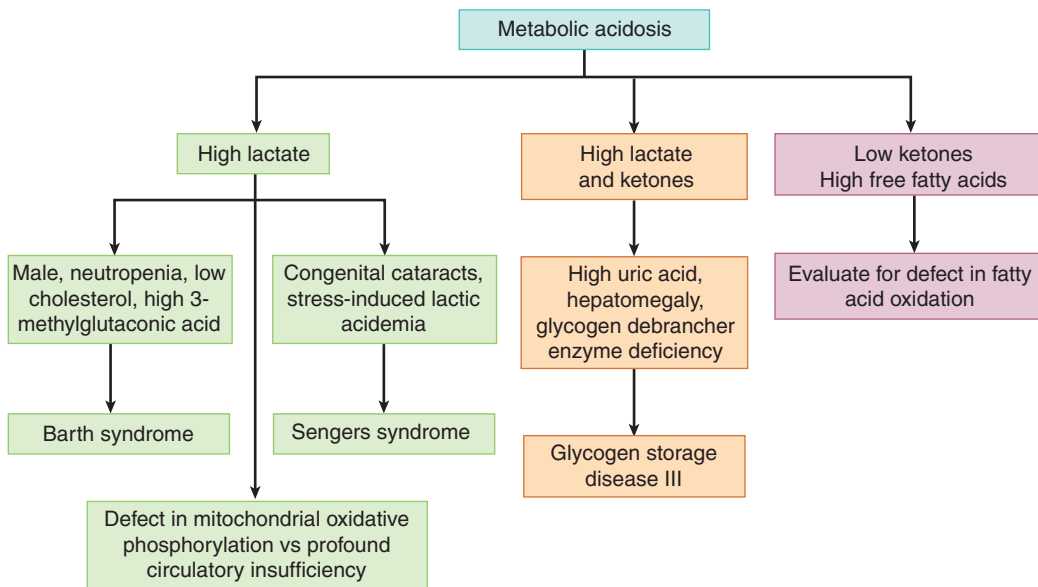 Metabolic acidosis
High lactate
High lactate
and ketones
Low ketones
High free fatty acids
Male, neutropenia, low
cholesterol, high 3-
methylglutaconic acid
Congenital cataracts,
stress-induced lactic
acidemia
High uric acid,
hepatomegaly,
glycogen debrancher
enzyme deficiency
Evaluate for defect in fatty
acid oxidation
Barth syndrome
Sengers syndrome
Glycogen storage
disease III
Defect in mitochondrial oxidative
phosphorylation vs profound
circulatory insufficiency